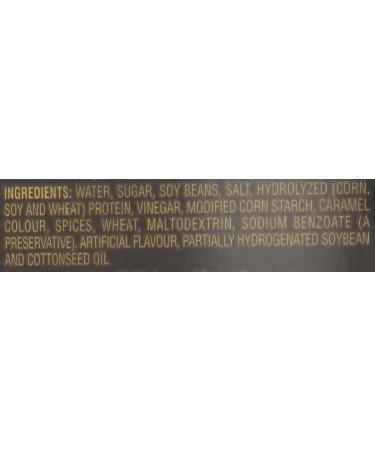 INGREDIENTS: WATER, SUGAR, SOY BEANS, SALT, HYDROLYZED (CORN,
SOY AND WHEAT) PROTEIN, VINEGAR, MODIFIED CORN STARCH, CARAMEL
COLOUR, SPICES, WHEAT, MALTODEXTRIN, SODIUM BENZOATE (A
PRESERVATIVE), ARTIFICIAL FLAVOUR, PARTIALLY HYDROGENATED SOYBEAN
AND COTTONSEED OIL